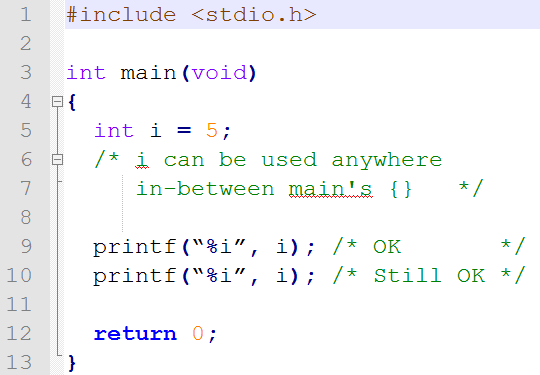 1 #include <stdio.h>
2
3 int main(void)
4 {
5 int i = 5;
6 /* i can be used anywhere
7 in-between main's {} */
8
9 printf(“%i”, i); /* OK */
10 printf(“%i”, i); /* Still OK */
11
12 return 0;
13 }